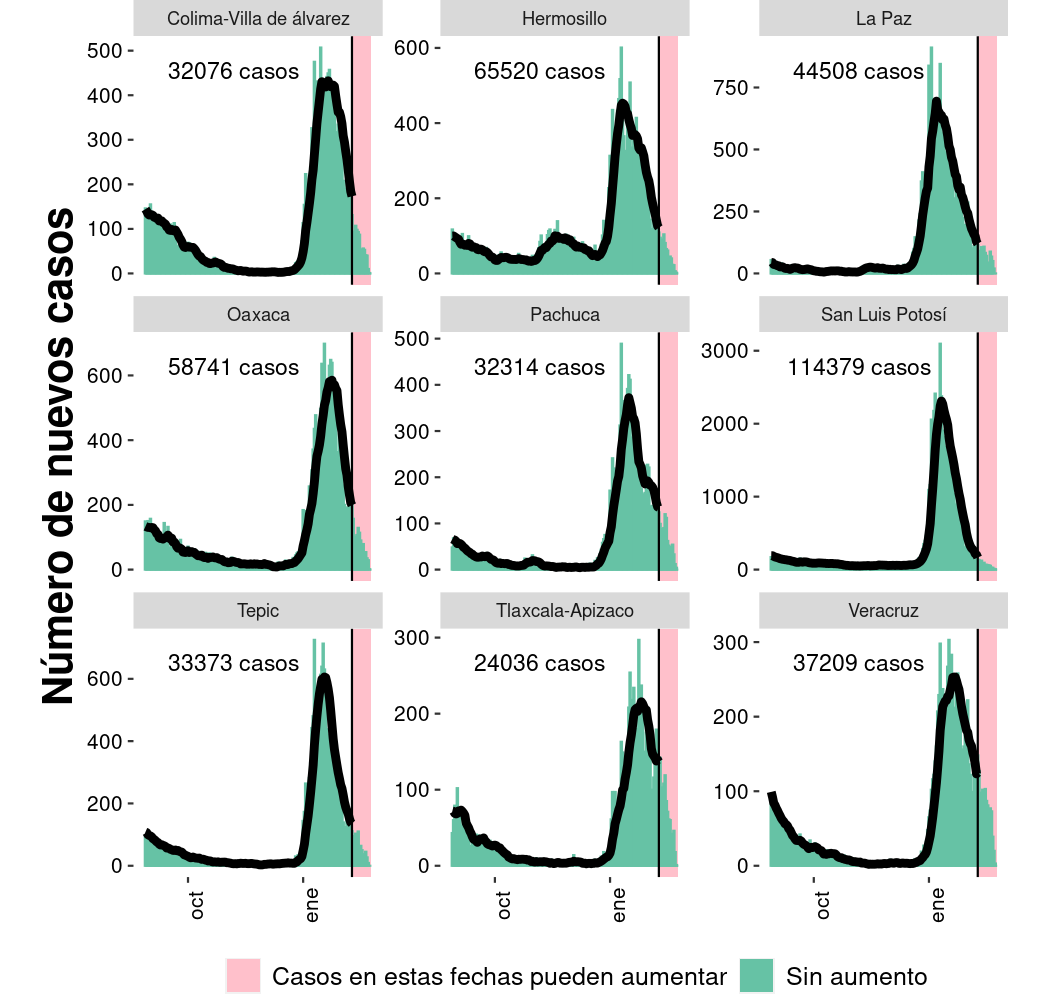 Número de nuevos casos
Colima-Villa de álvarez
32076 casos
500
400
300
200
100
0
Hermosillo
65520 casos
600
400
200
0
La Paz
44508 casos
750
500
250
0
Oaxaca
58741 casos
600
400
200
0
Pachuca
32314 casos
500
400
300
200
100
0
San Luis Potosí
114379 casos
3000
2000
1000
0
Tepic
33373 casos
600
400
200
0
oct
ene
Tlaxcala-Apizaco
24036 casos
300
200
100
0
oct
ene
Veracruz
37209 casos
300
200
100
0
oct
ene
Casos en estas fechas pueden aumentar
Sin aumento